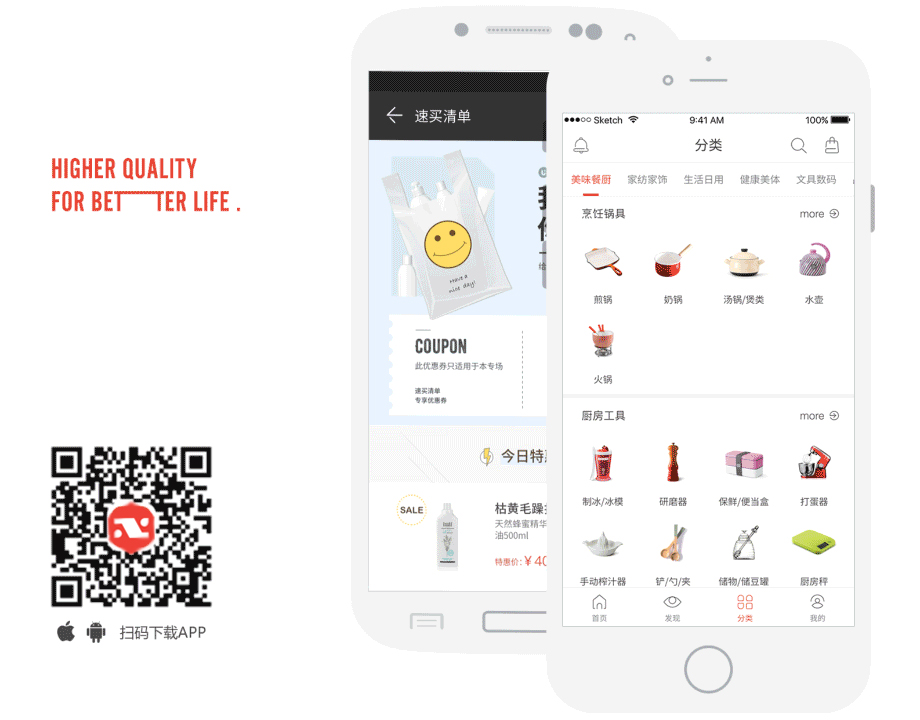 HIGHER QUALITY
FOR BETTER LIFE .
扫码下载APP
速买清单
Have a
nice day!
COUPON
此优惠券只适用于本专场
速买清单
专享优惠券
今日特
SALE
枯黄毛躁
天然蜂蜜精华
油500ml
特惠价:¥40
Sketch
9:41 AM
100%
分类
美味餐厨 家纺家饰 生活日用 健康美体 文具数码
烹饪锅具 more
煎锅 奶锅 汤锅/煲类 水壶
火锅
厨房工具 more
制冰/冰模 研磨器 保鲜/便当盒 打蛋器
手动榨汁器 铲/勺/夹 储物/储豆罐 厨房秤
首页 发现 分类 我的